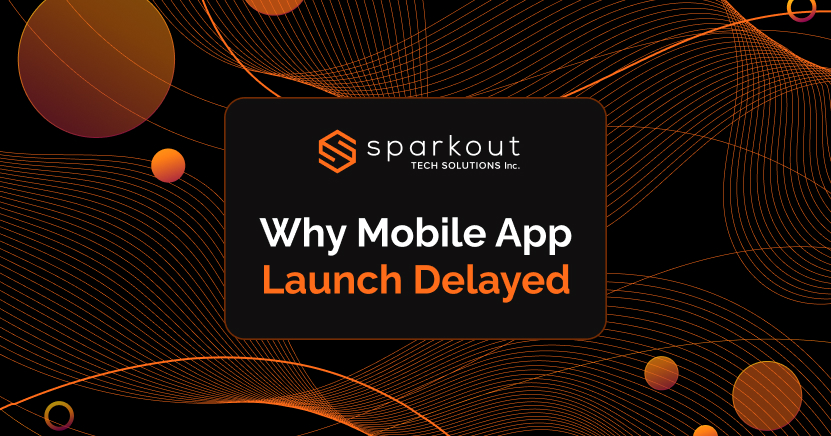 sparkout
TECH SOLUTIONS Inc.
Why Mobile App
Launch Delayed